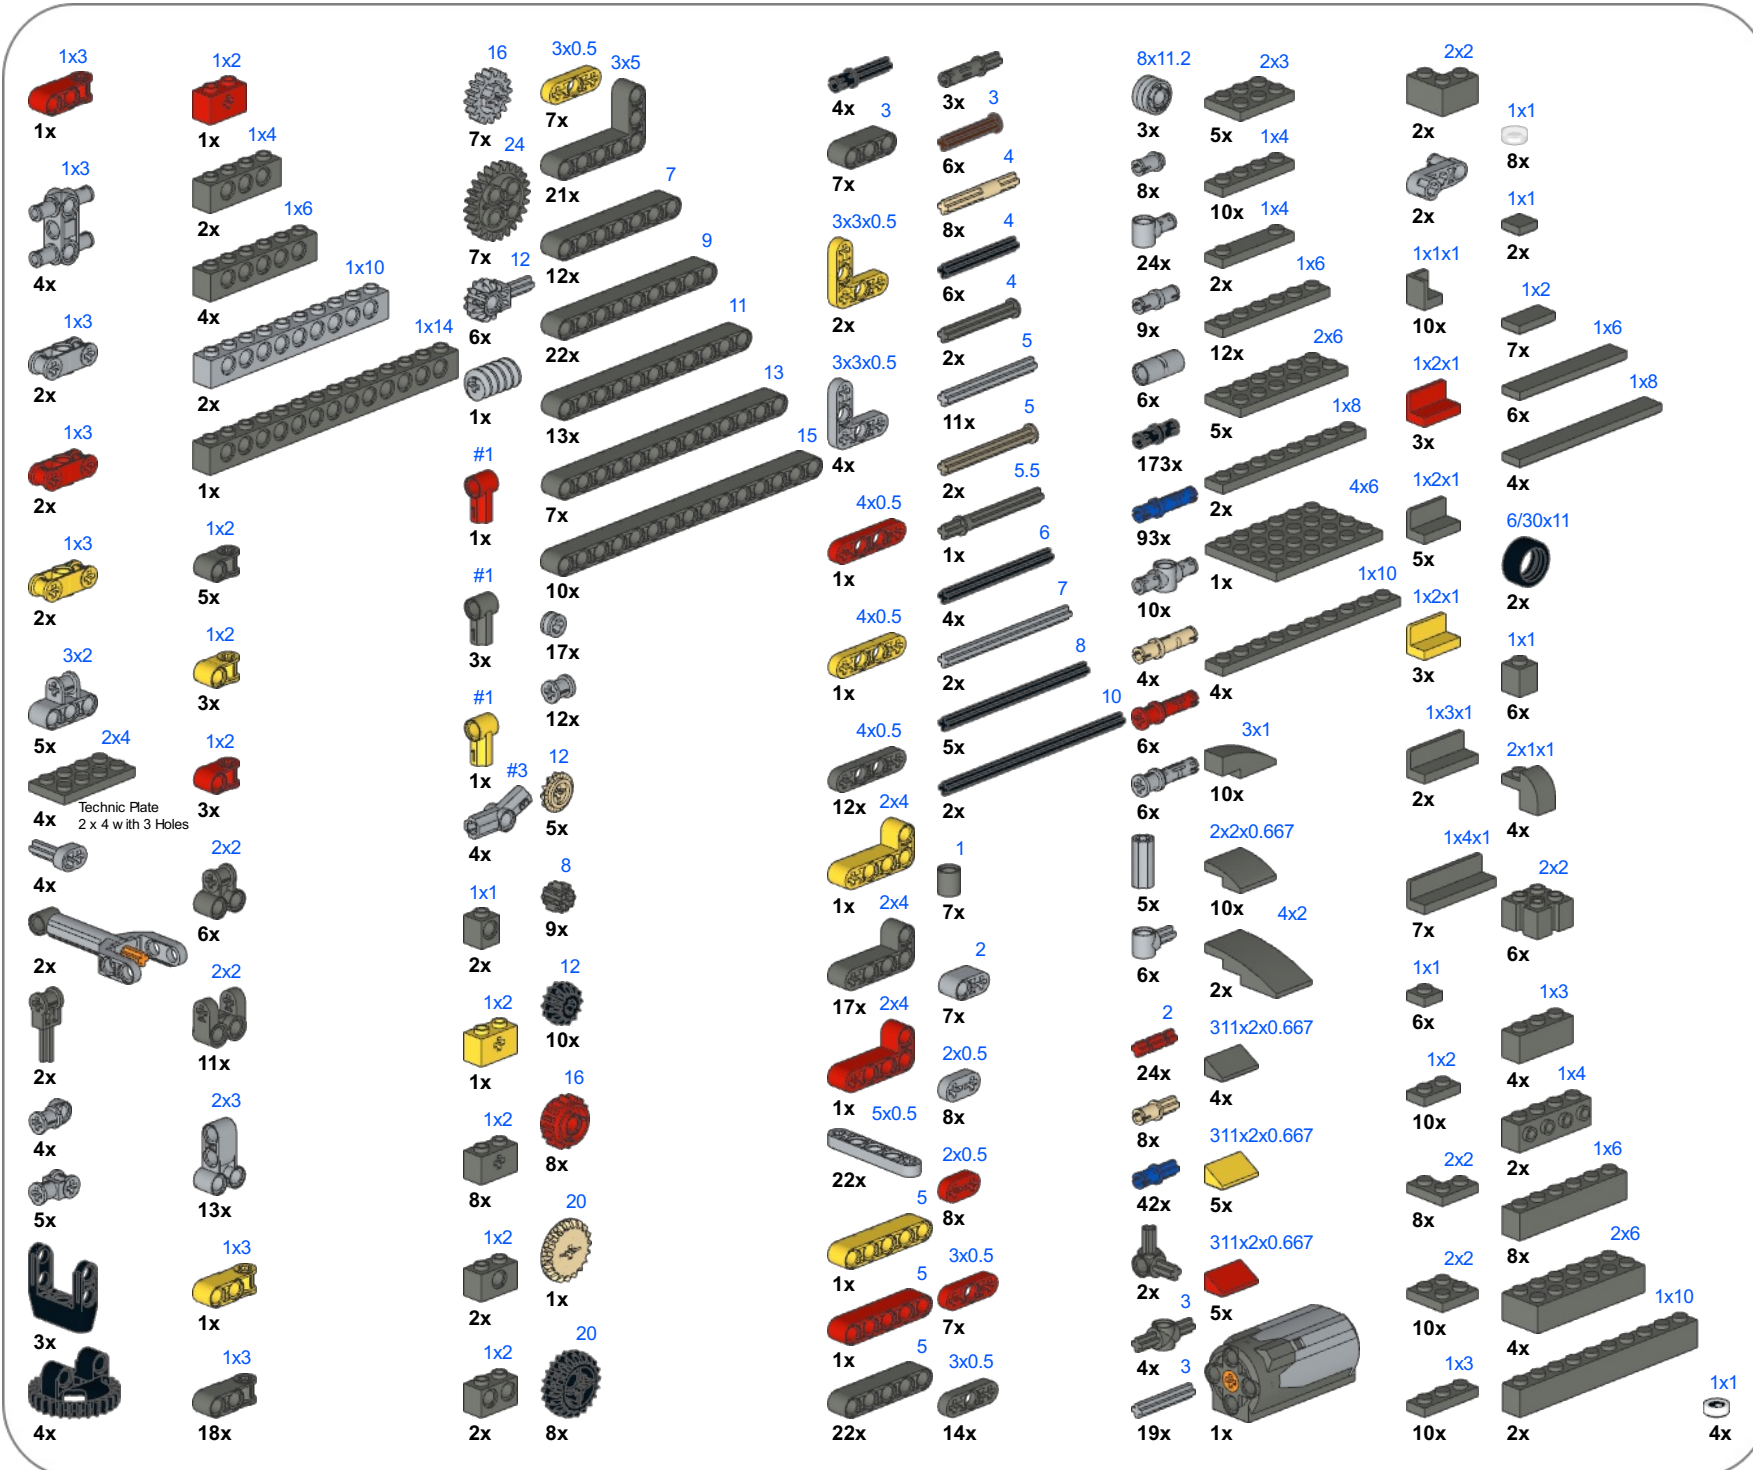 1x3
1x
1x3
4x
1x3
2x
1x3
2x
1x3
2x
3x2
5x
2x4
4x
Technic Plate
2 x 4 with 3 Holes
4x
2x
2x
4x
5x
3x
4x
1x2
1x
1x4
2x
1x6
4x
1x10
2x
1x14
1x
1x2
5x
1x2
3x
1x2
3x
2x2
6x
2x2
11x
2x3
13x
1x3
1x
1x3
18x
16
7x
24
7x
12
6x
1x
#1
1x
#1
3x
#1
1x
#3
4x
1x1
2x
1x2
1x
1x2
8x
1x2
2x
1x2
2x
3x0.5
7x
3x5
21x
7
12x
9
22x
11
13x
13
7x
15
10x
17x
12x
12
5x
8
9x
12
10x
16
8x
20
1x
20
8x
4x
3
7x
3x3x0.5
2x
3x3x0.5
4x
4x0.5
1x
4x0.5
1x
4x0.5
12x
2x4
1x
2x4
17x
2x4
1x
5x0.5
22x
5
1x
5
1x
5
22x
3x
3
6x
4
8x
4
6x
4
2x
5
11x
5
2x
5.5
1x
6
4x
7
2x
8
5x
10
2x
1
7x
2
7x
2x0.5
8x
2x0.5
8x
3x0.5
7x
3x0.5
14x
8x11.2
3x
8x
24x
9x
6x
173x
93x
10x
4x
6x
6x
5x
6x
2
24x
8x
42x
2x
3
4x
3
19x
2x3
5x
1x4
10x
1x4
2x
1x6
12x
2x6
5x
1x8
2x
4x6
1x
1x10
4x
3x1
10x
2x2x0.667
10x
4x2
2x
311x2x0.667
4x
311x2x0.667
5x
311x2x0.667
5x
1x
2x2
2x
2x
1x1x1
10x
1x2x1
3x
1x2x1
5x
1x2x1
3x
1x3x1
2x
1x4x1
7x
1x1
6x
1x2
10x
2x2
8x
2x2
10x
1x3
10x
1x1
8x
1x1
2x
1x2
7x
1x6
6x
1x8
4x
6/30x11
2x
1x1
6x
2x1x1
4x
2x2
6x
1x3
4x
1x4
2x
1x6
8x
2x6
4x
1x10
2x
1x1
4x